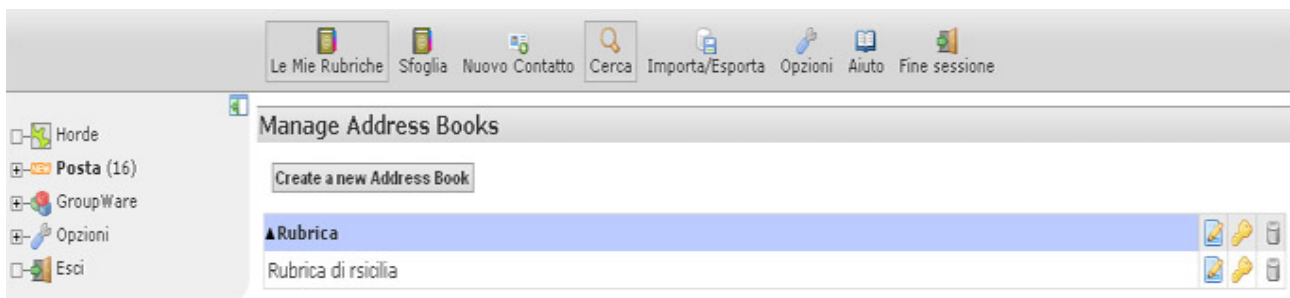 Le Mie Rubriche Sfoglia Nuovo Contatto Cerca Importa/Esporta Opzioni Aiuto Fine sessione
Horde
Posta (16)
GroupWare
Opzioni
Esci
Manage Address Books
Create a new Address Book
▲Rubrica
Rubrica di rsicilia